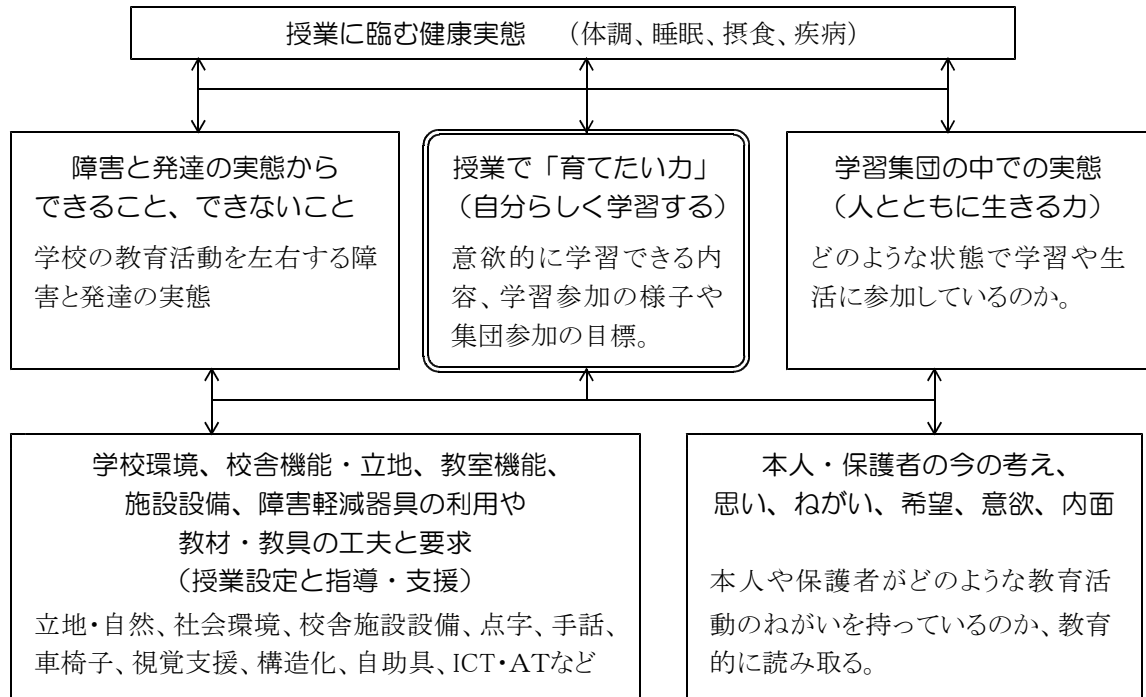 授業に臨む健康実態　（体調、睡眠、摂食、疾病）
障害と発達の実態から
できること、できないこと
学校の教育活動を左右する障
害と発達の実態
授業で「育てたい力」
（自分らしく学習する）
意欲的に学習できる内
容、学習参加の様子や
集団参加の目標。
学習集団の中での実態
（人とともに生きる力）
どのような状態で学習や生
活に参加しているのか。
学校環境、校舎機能・立地、教室機能、
施設設備、障害軽減器具の利用や
教材・教具の工夫と要求
（授業設定と指導・支援）
立地・自然、社会環境、校舎施設設備、点字、手話、
車椅子、視覚支援、構造化、自助具、ICT・ATなど
本人・保護者の今の考え、
思い、ねがい、希望、意欲、内面
本人や保護者がどのような教育活
動のねがいを持っているのか、教育
的に読み取る。